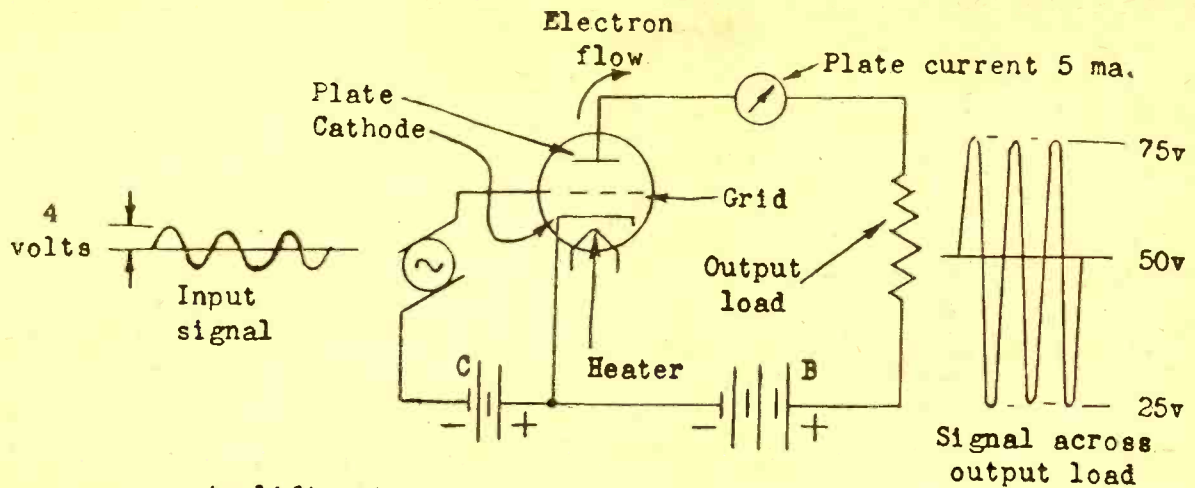 Electron
flow
Plate current 5 ma.
Plate
Cathode
75v
Grid
4
volts
50v
Output
load
Input
signal
C
Heater
B
- +
- +
25v
Signal across
output load